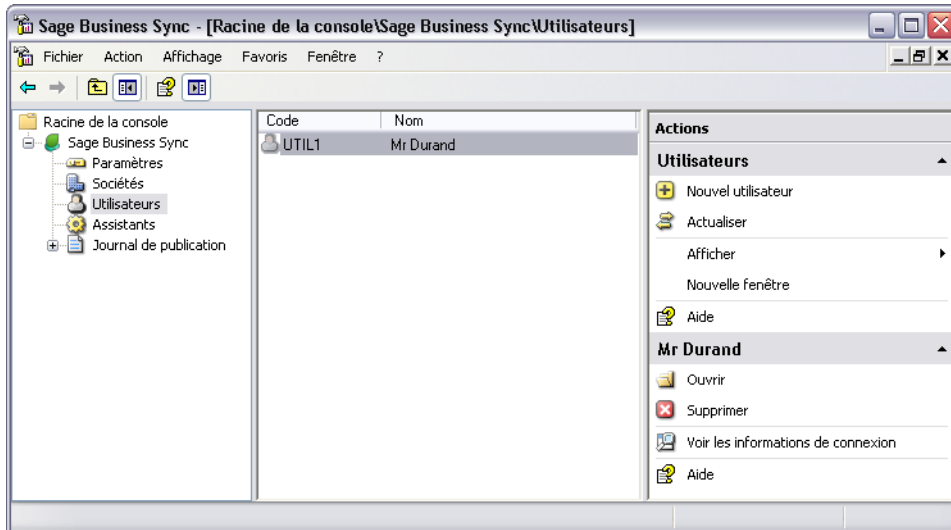 Sage Business Sync - [Racine de la console\Sage Business Sync\Utilisateurs]
Fichier Action Affichage Favoris Fenêtre ?
Racine de la console
Sage Business Sync
Paramètres
Sociétés
Utilisateurs
Assistants
Journal de publication
Code Nom
UTIL1 Mr Durand
Actions
Utilisateurs
Nouvel utilisateur
Actualiser
Afficher
Nouvelle fenêtre
Aide
Mr Durand
Ouvrir
Supprimer
Voir les informations de connexion
Aide